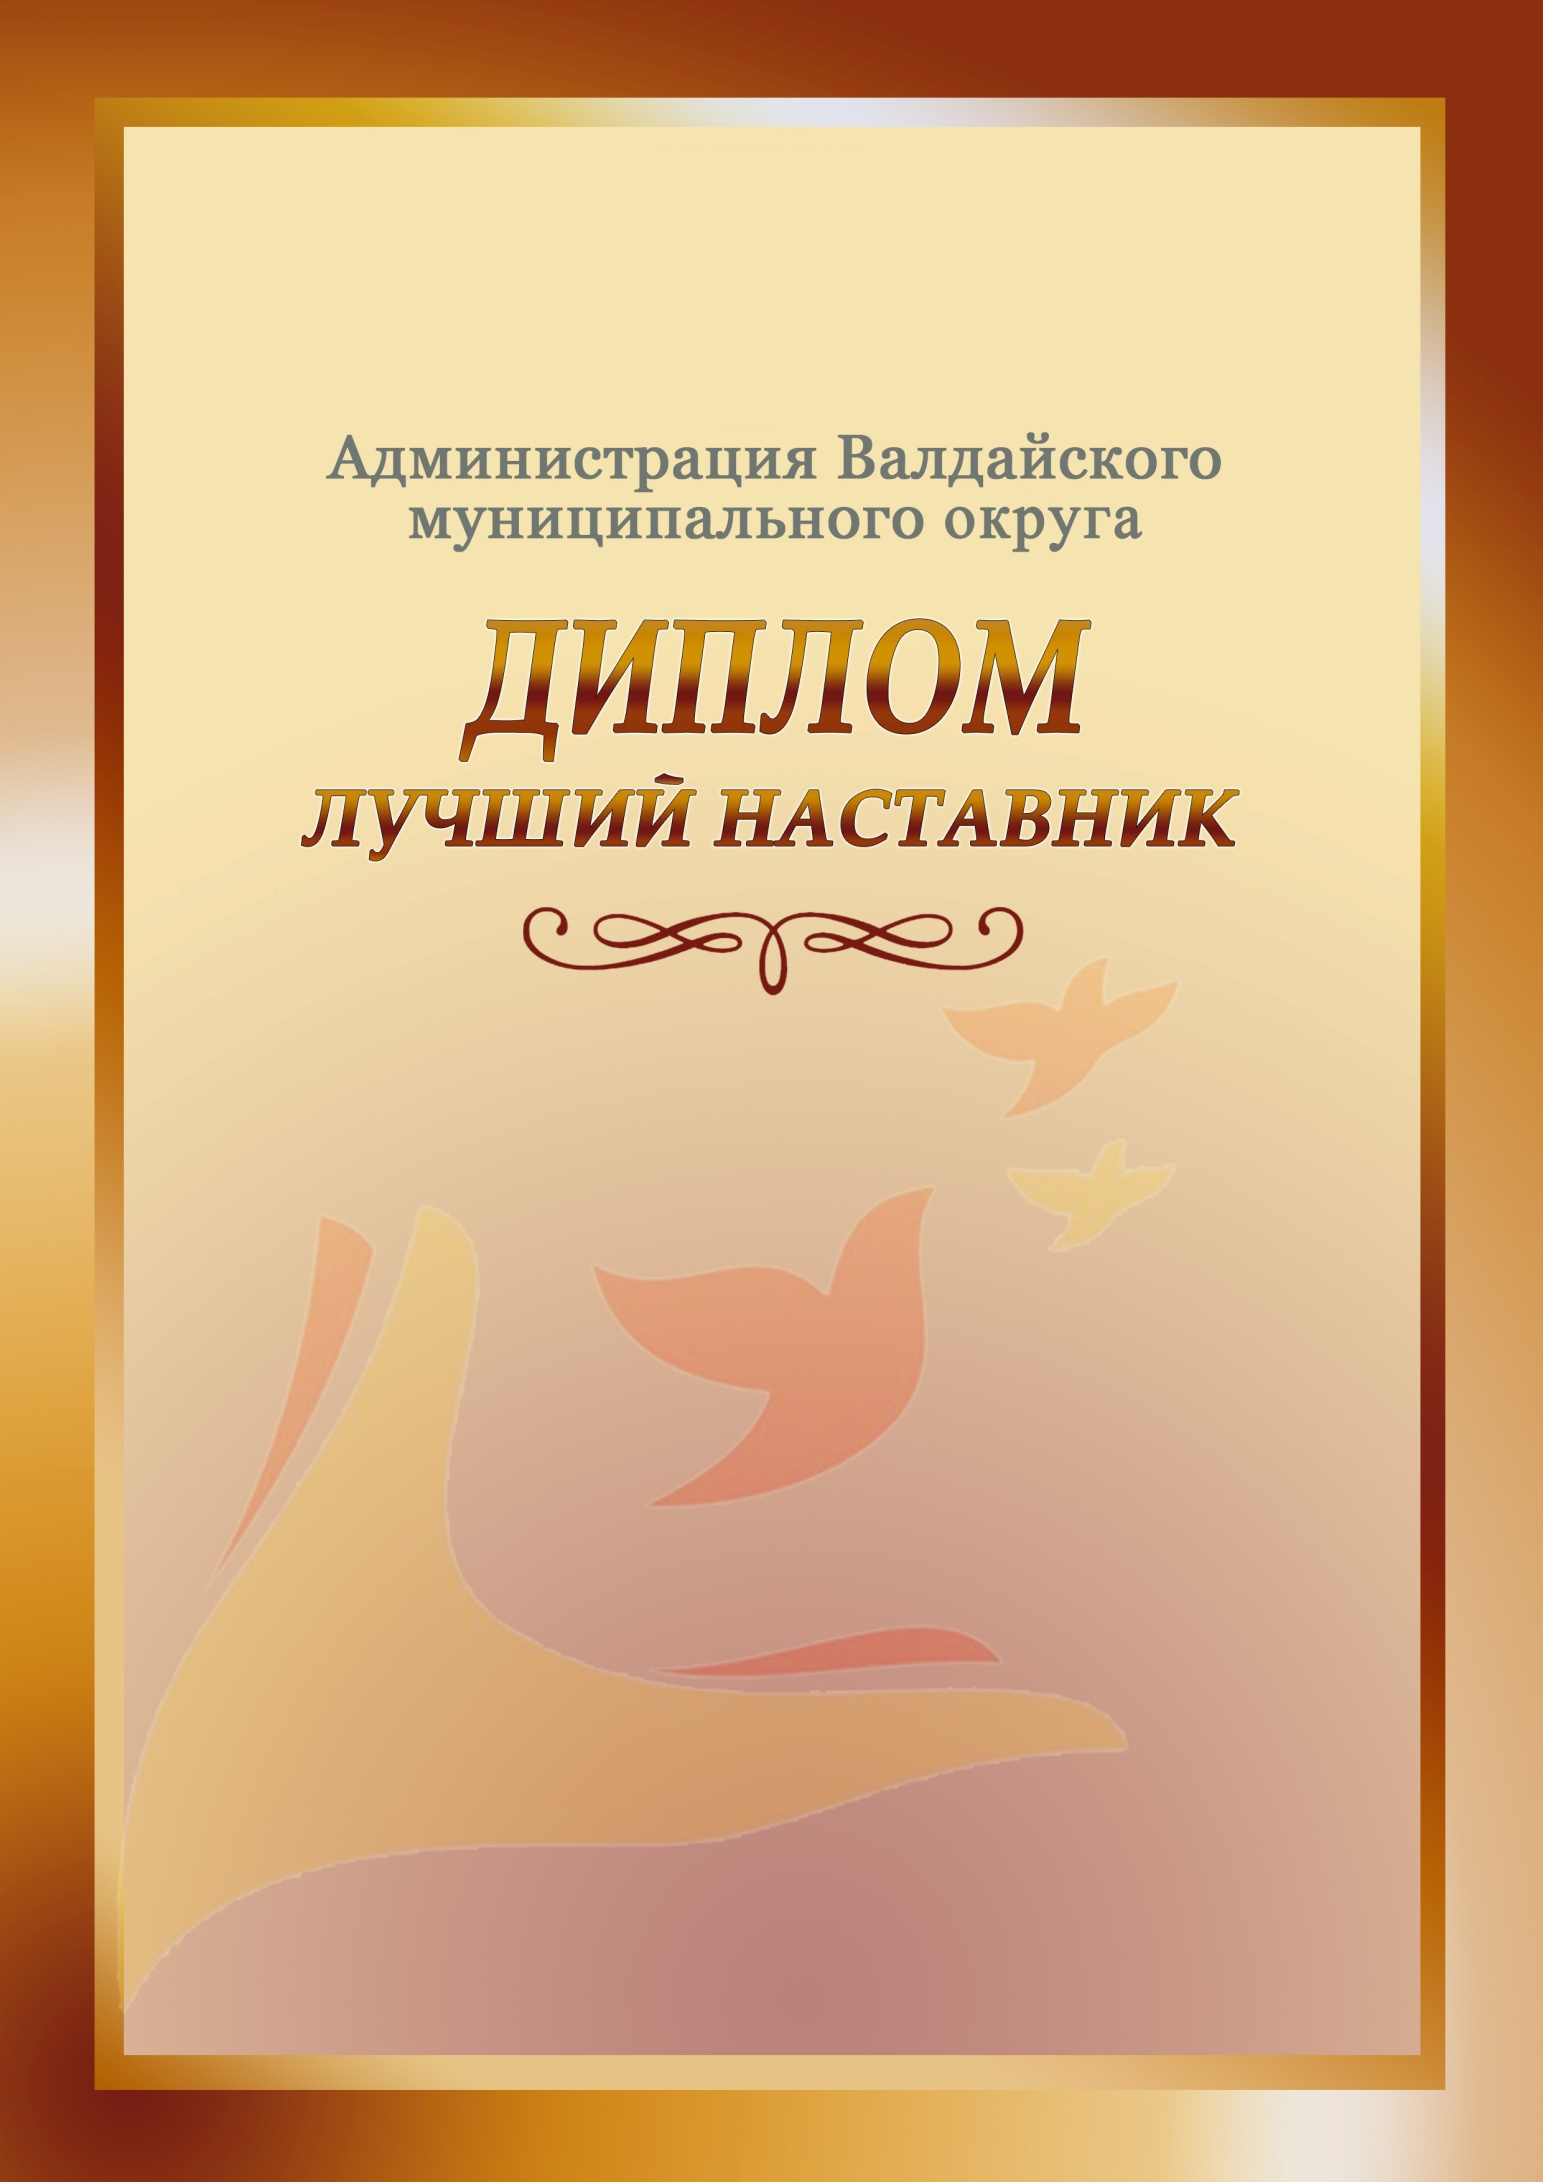 Администрация Валдайского
муниципального округа
ДИПЛОМ
ЛУЧШИЙ НАСТАВНИК